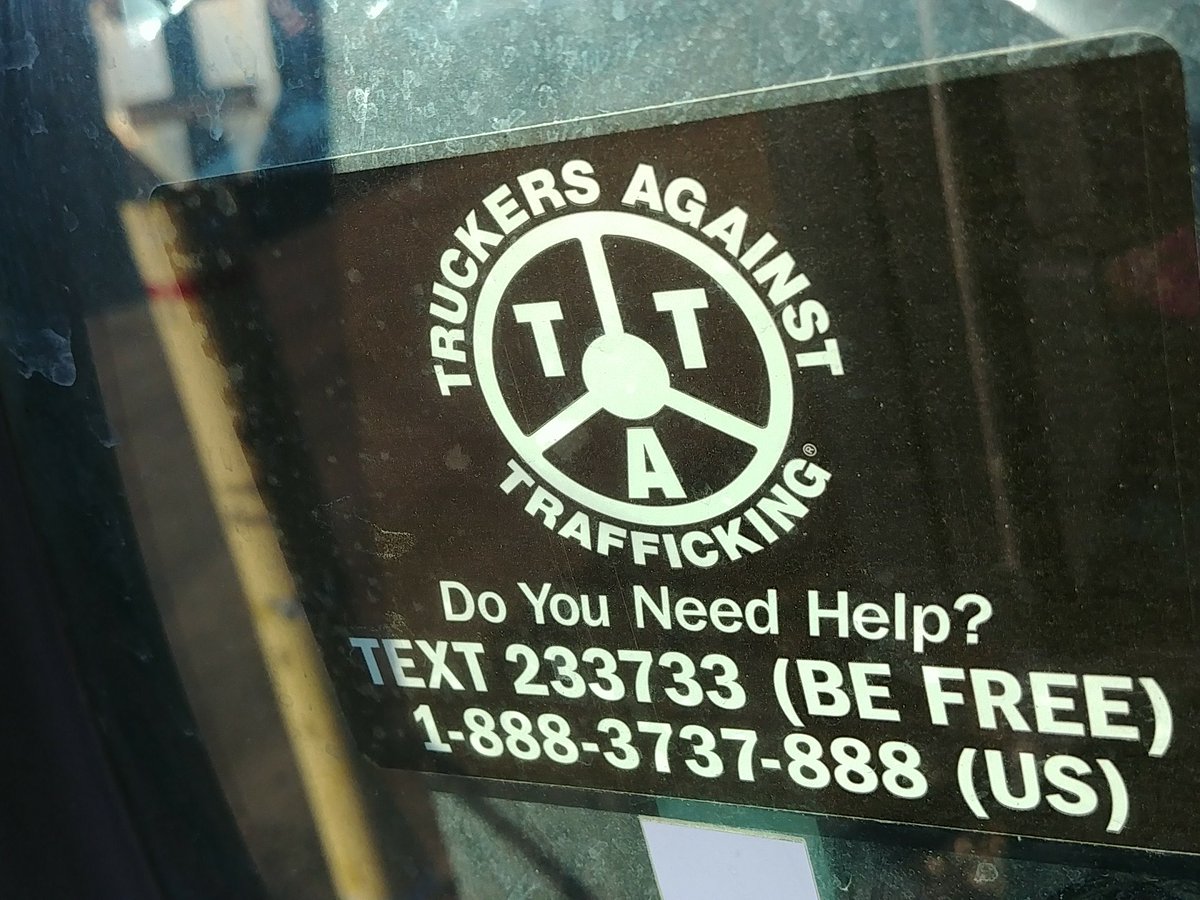 TRUCKERS AGAINST
T T
A
TRAFFICKING®
Do You Need Help?
TEXT 233733 (BE FREE)
1-888-3737-888 (US)